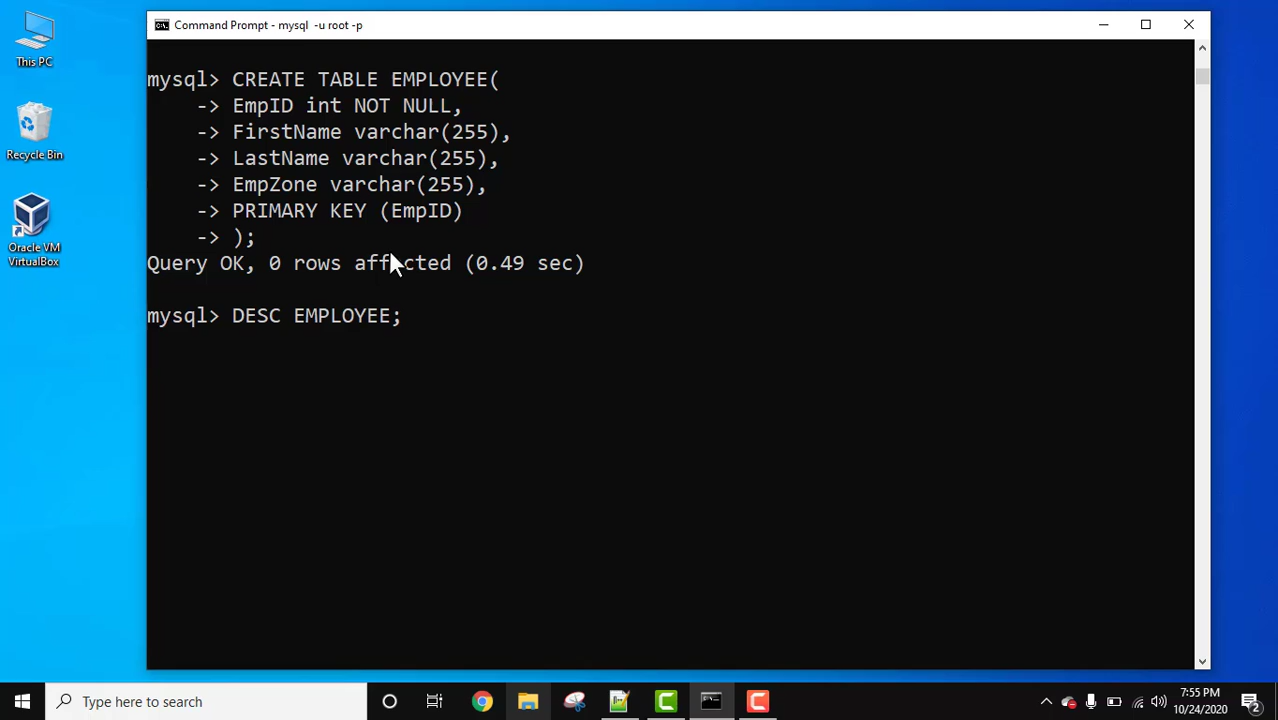 Command Prompt - mysql -u root -p
This PC
Recycle Bin
Oracle VM
VirtualBox
mysql> CREATE TABLE EMPLOYEE(
-> EmpID int NOT NULL,
-> FirstName varchar(255),
-> LastName varchar(255),
-> EmpZone varchar(255),
-> PRIMARY KEY (EmpID)
-> );
Query OK, 0 rows affected (0.49 sec)
mysql> DESC EMPLOYEE;
Type here to search
7:55 PM
10/24/2020
2